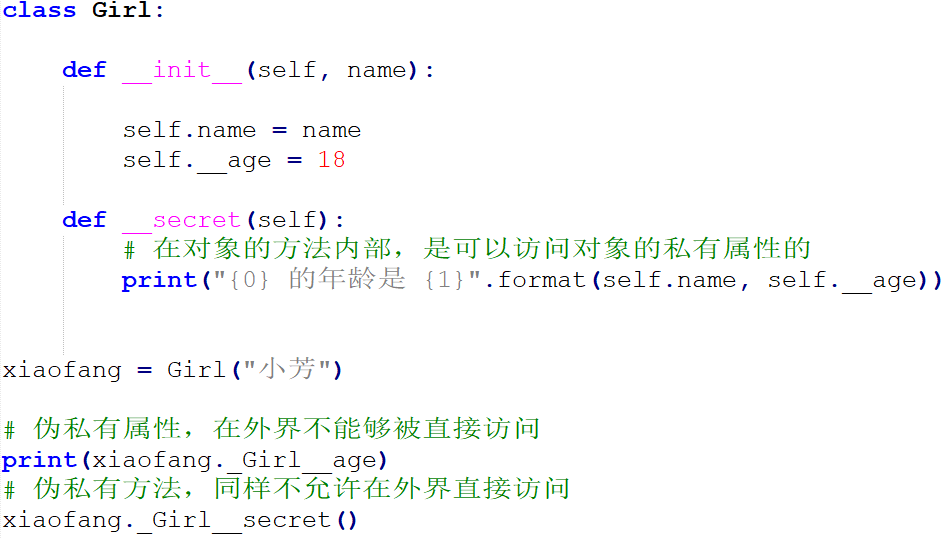 class Girl:
def __init__(self, name):
self.name = name
self.__age = 18
def __secret(self):
# 在对象的方法内部，是可以访问对象的私有属性的
print("{0} 的年龄是 {1}".format(self.name, self.__age))
xiaofang = Girl("小芳")
# 伪私有属性，在外界不能够被直接访问
print(xiaofang._Girl__age)
# 伪私有方法，同样不允许在外界直接访问
xiaofang._Girl__secret()